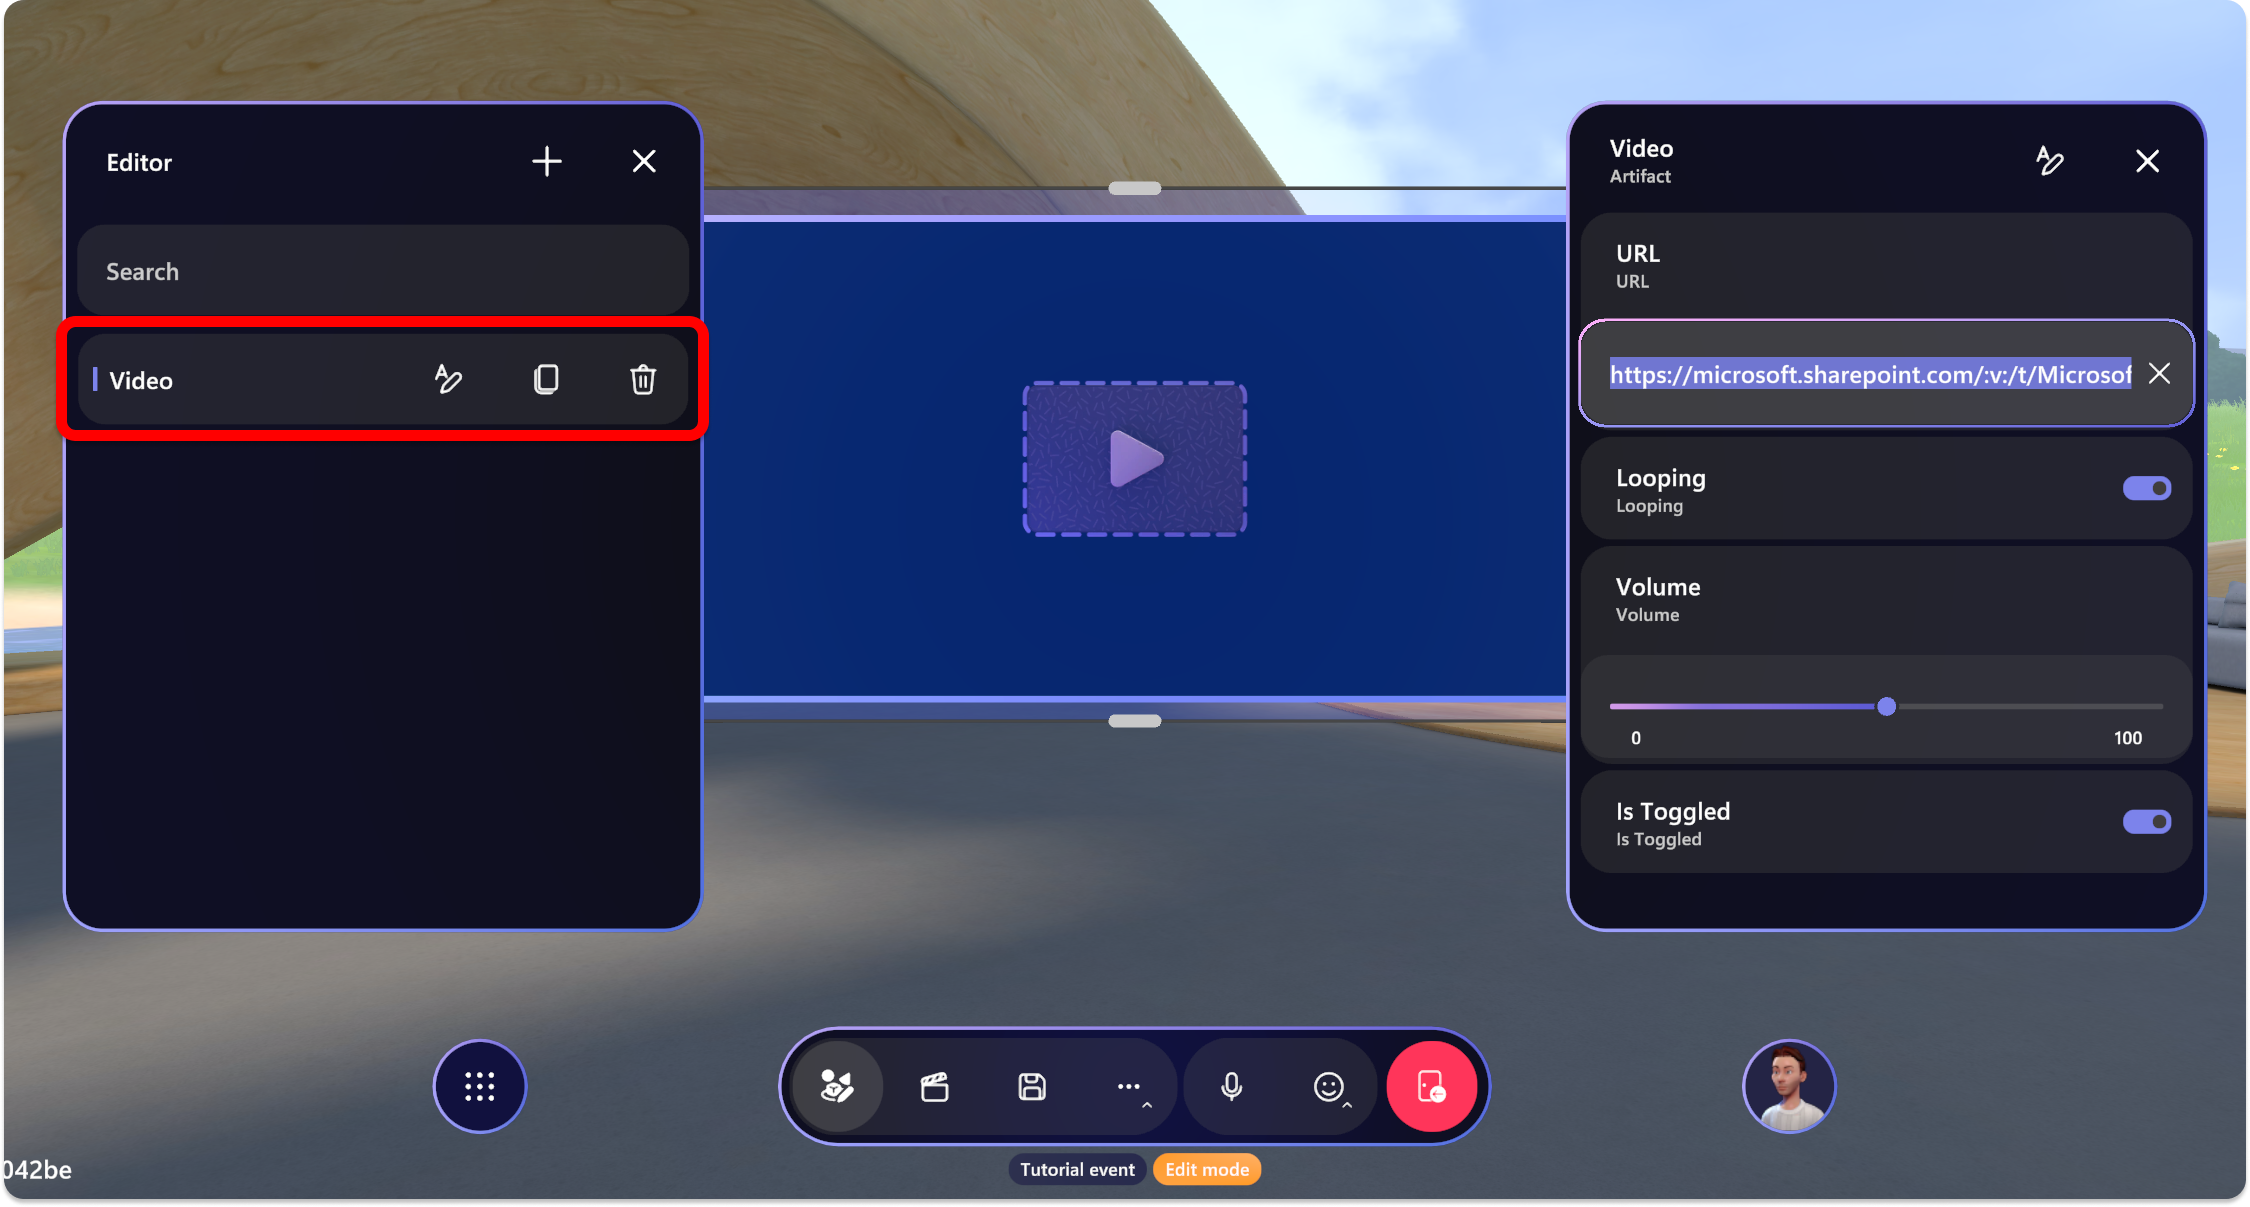 Editor
Search
Video
Video
Artifact
URL
URL
https://microsoft.sharepoint.com/:v:/t/Microsof
Looping
Looping
Volume
Volume
0
100
Is Toggled
Is Toggled
042be
Tutorial event
Edit mode